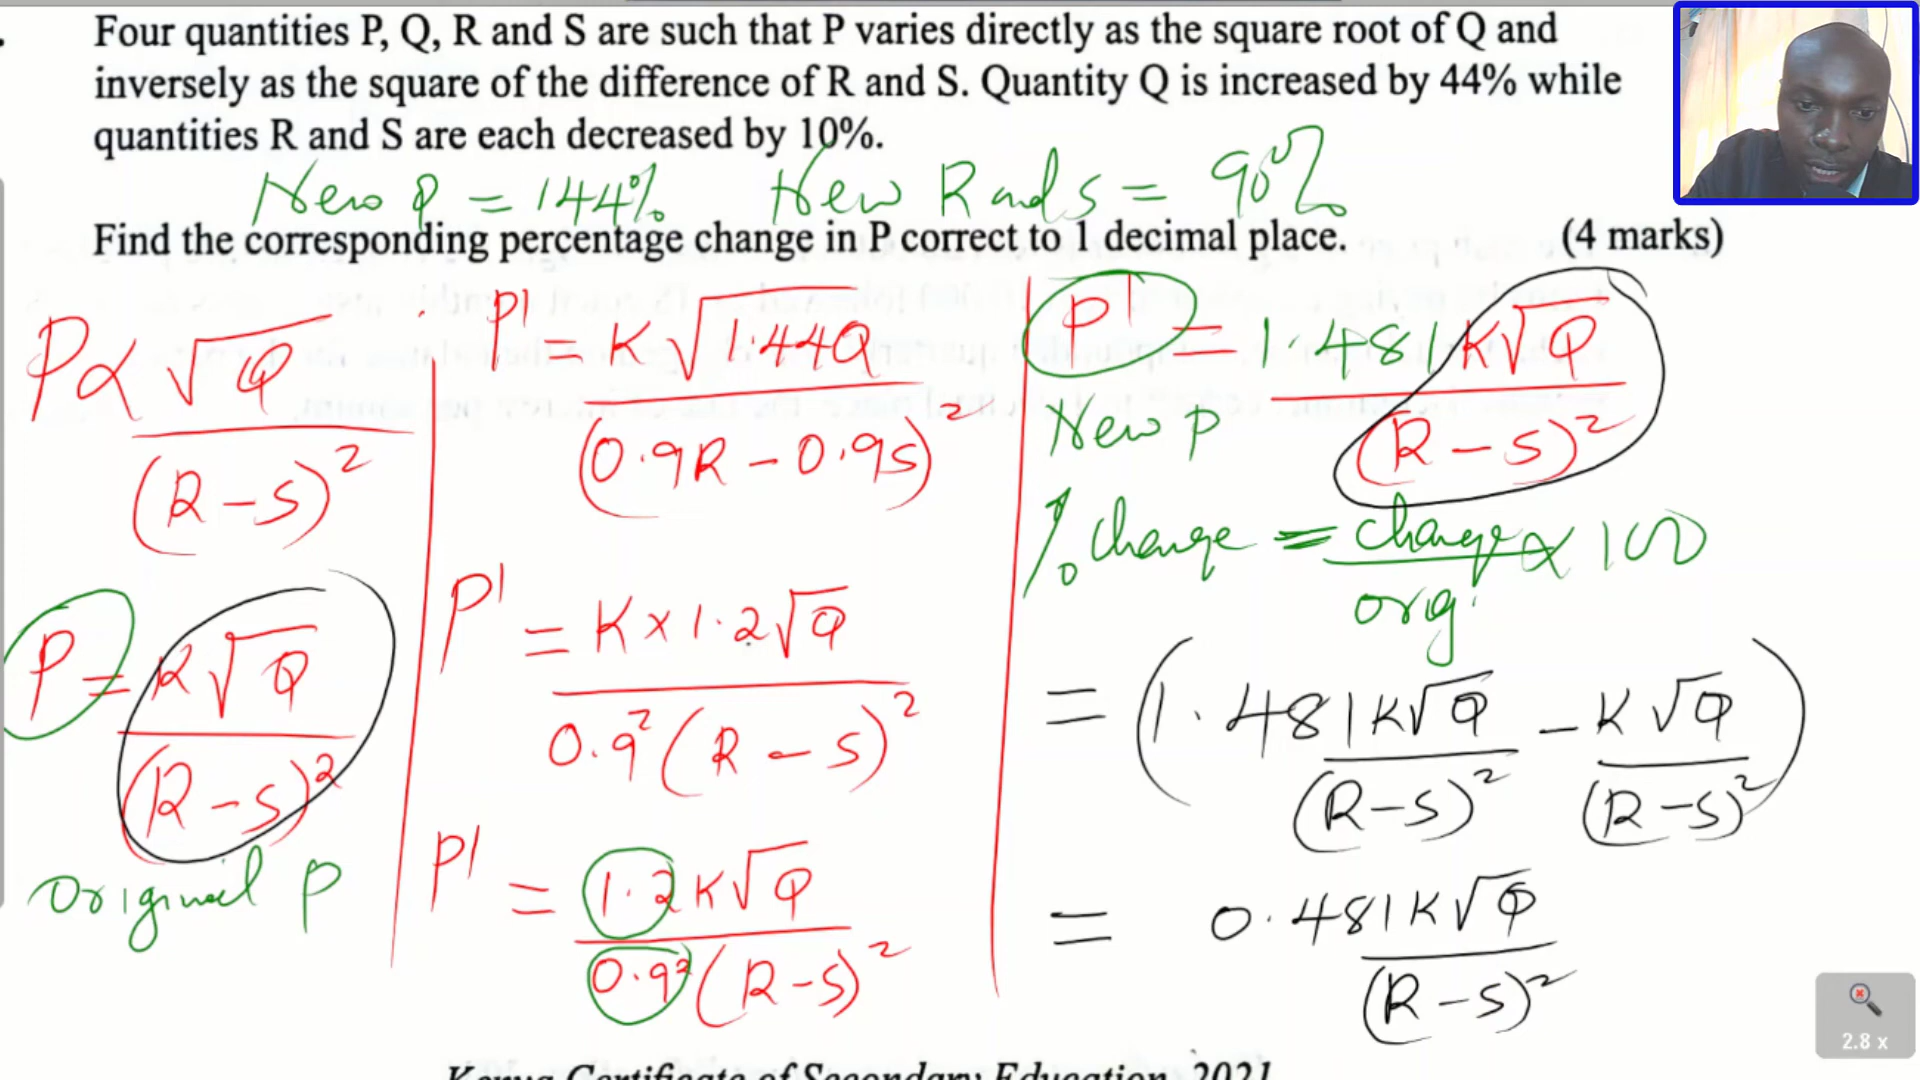 Four quantities P, Q, R and S are such that P varies directly as the square root of Q and
inversely as the square of the difference of R and S. Quantity Q is increased by 44% while
quantities R and S are each decreased by 10%.
New Q = 144% New R and S = 90%
Find the corresponding percentage change in P correct to 1 decimal place. (4 marks)
P ∝ √Q / (R - S)²
P = K√Q / (R - S)²
Original P
P' = K√1.44Q / (0.9R - 0.9S)²
P' = K x 1.2√Q / 0.9² (R - S)²
P' = 1.2K√Q / 0.9² (R - S)²
P' = 1.481 K√Q / (R - S)²
New P
% change = change / org. x 100
= (1.481K√Q / (R - S)² - K√Q / (R - S)²)
= 0.481K√Q / (R - S)²
Kenya Certificate of Secondary Education, 2021
2.8 x